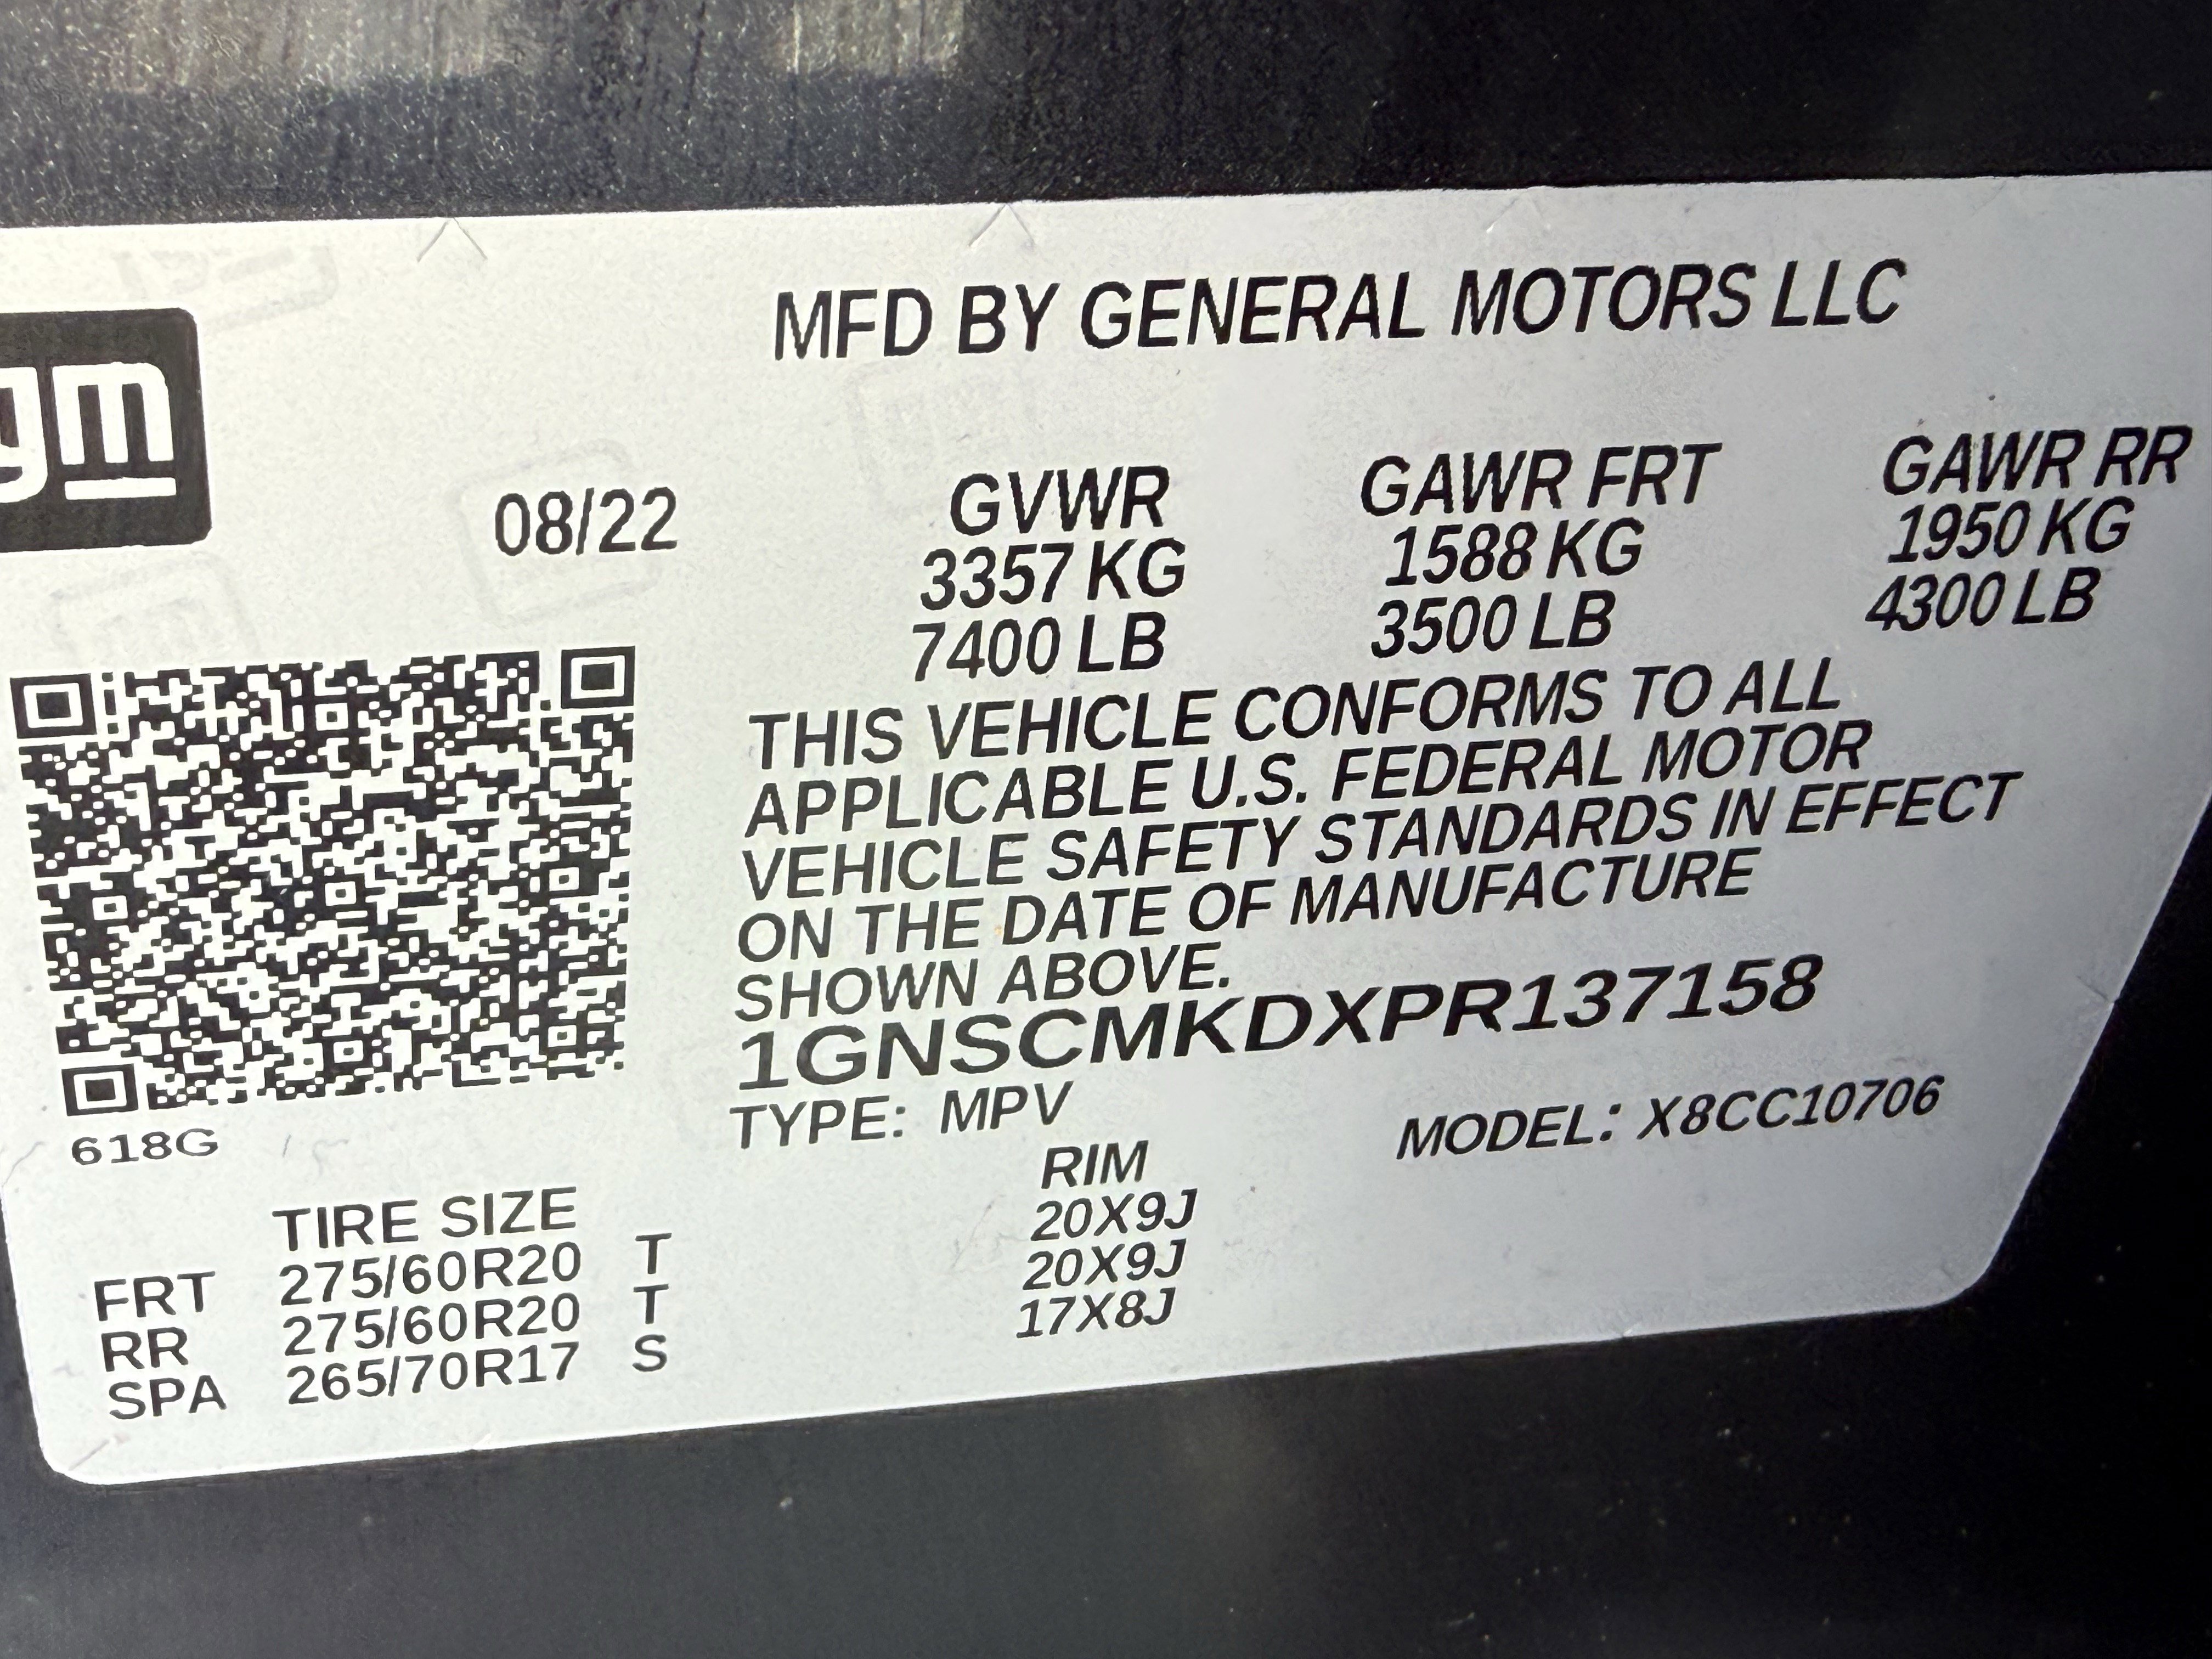 MFD BY GENERAL MOTORS LLC
gm
08/22
GVWR GAWR FRT GAWR RR
3357 KG 1588 KG 1950 KG
7400 LB 3500 LB 4300 LB
THIS VEHICLE CONFORMS TO ALL
APPLICABLE U.S. FEDERAL MOTOR
VEHICLE SAFETY STANDARDS IN EFFECT
ON THE DATE OF MANUFACTURE
SHOWN ABOVE.
1GNSCMKDXPR137158
TYPE: MPV MODEL: X8CC10706
618G
TIRE SIZE RIM
FRT 275/60R20 T 20X9J
RR 275/60R20 T 20X9J
SPA 265/70R17 S 17X8J